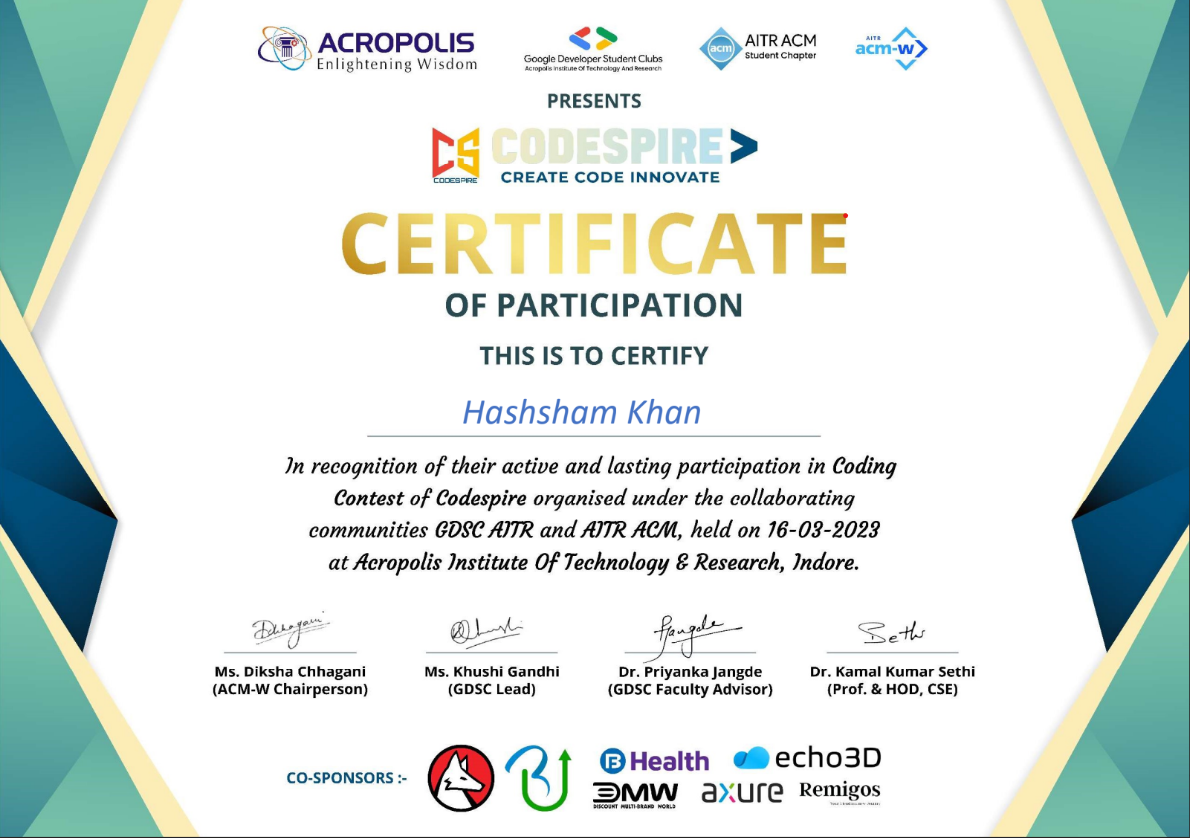 ACROPOLIS
Enlightening Wisdom
Google Developer Student Clubs
Acropolis Institute Of Technology And Research
acm
AITR ACM
Student Chapter
AITR
acm-w
PRESENTS
CS
CODESPIRE
CODESPIRE
CREATE CODE INNOVATE
CERTIFICATE
OF PARTICIPATION
THIS IS TO CERTIFY
Hashsham Khan
In recognition of their active and lasting participation in Coding
Contest of Codespire organised under the collaborating
communities GDSC AITR and AITR ACM, held on 16-03-2023
at Acropolis Institute Of Technology & Research, Indore.
Dchhagani
Jangde
Sethi
Ms. Diksha Chhagani
(ACM-W Chairperson)
Ms. Khushi Gandhi
(GDSC Lead)
Dr. Priyanka Jangde
(GDSC Faculty Advisor)
Dr. Kamal Kumar Sethi
(Prof. & HOD, CSE)
CO-SPONSORS :-
B Health
echo3D
DMW
DISCOUNT MULTI-BRAND WORLD
axure
Remigos